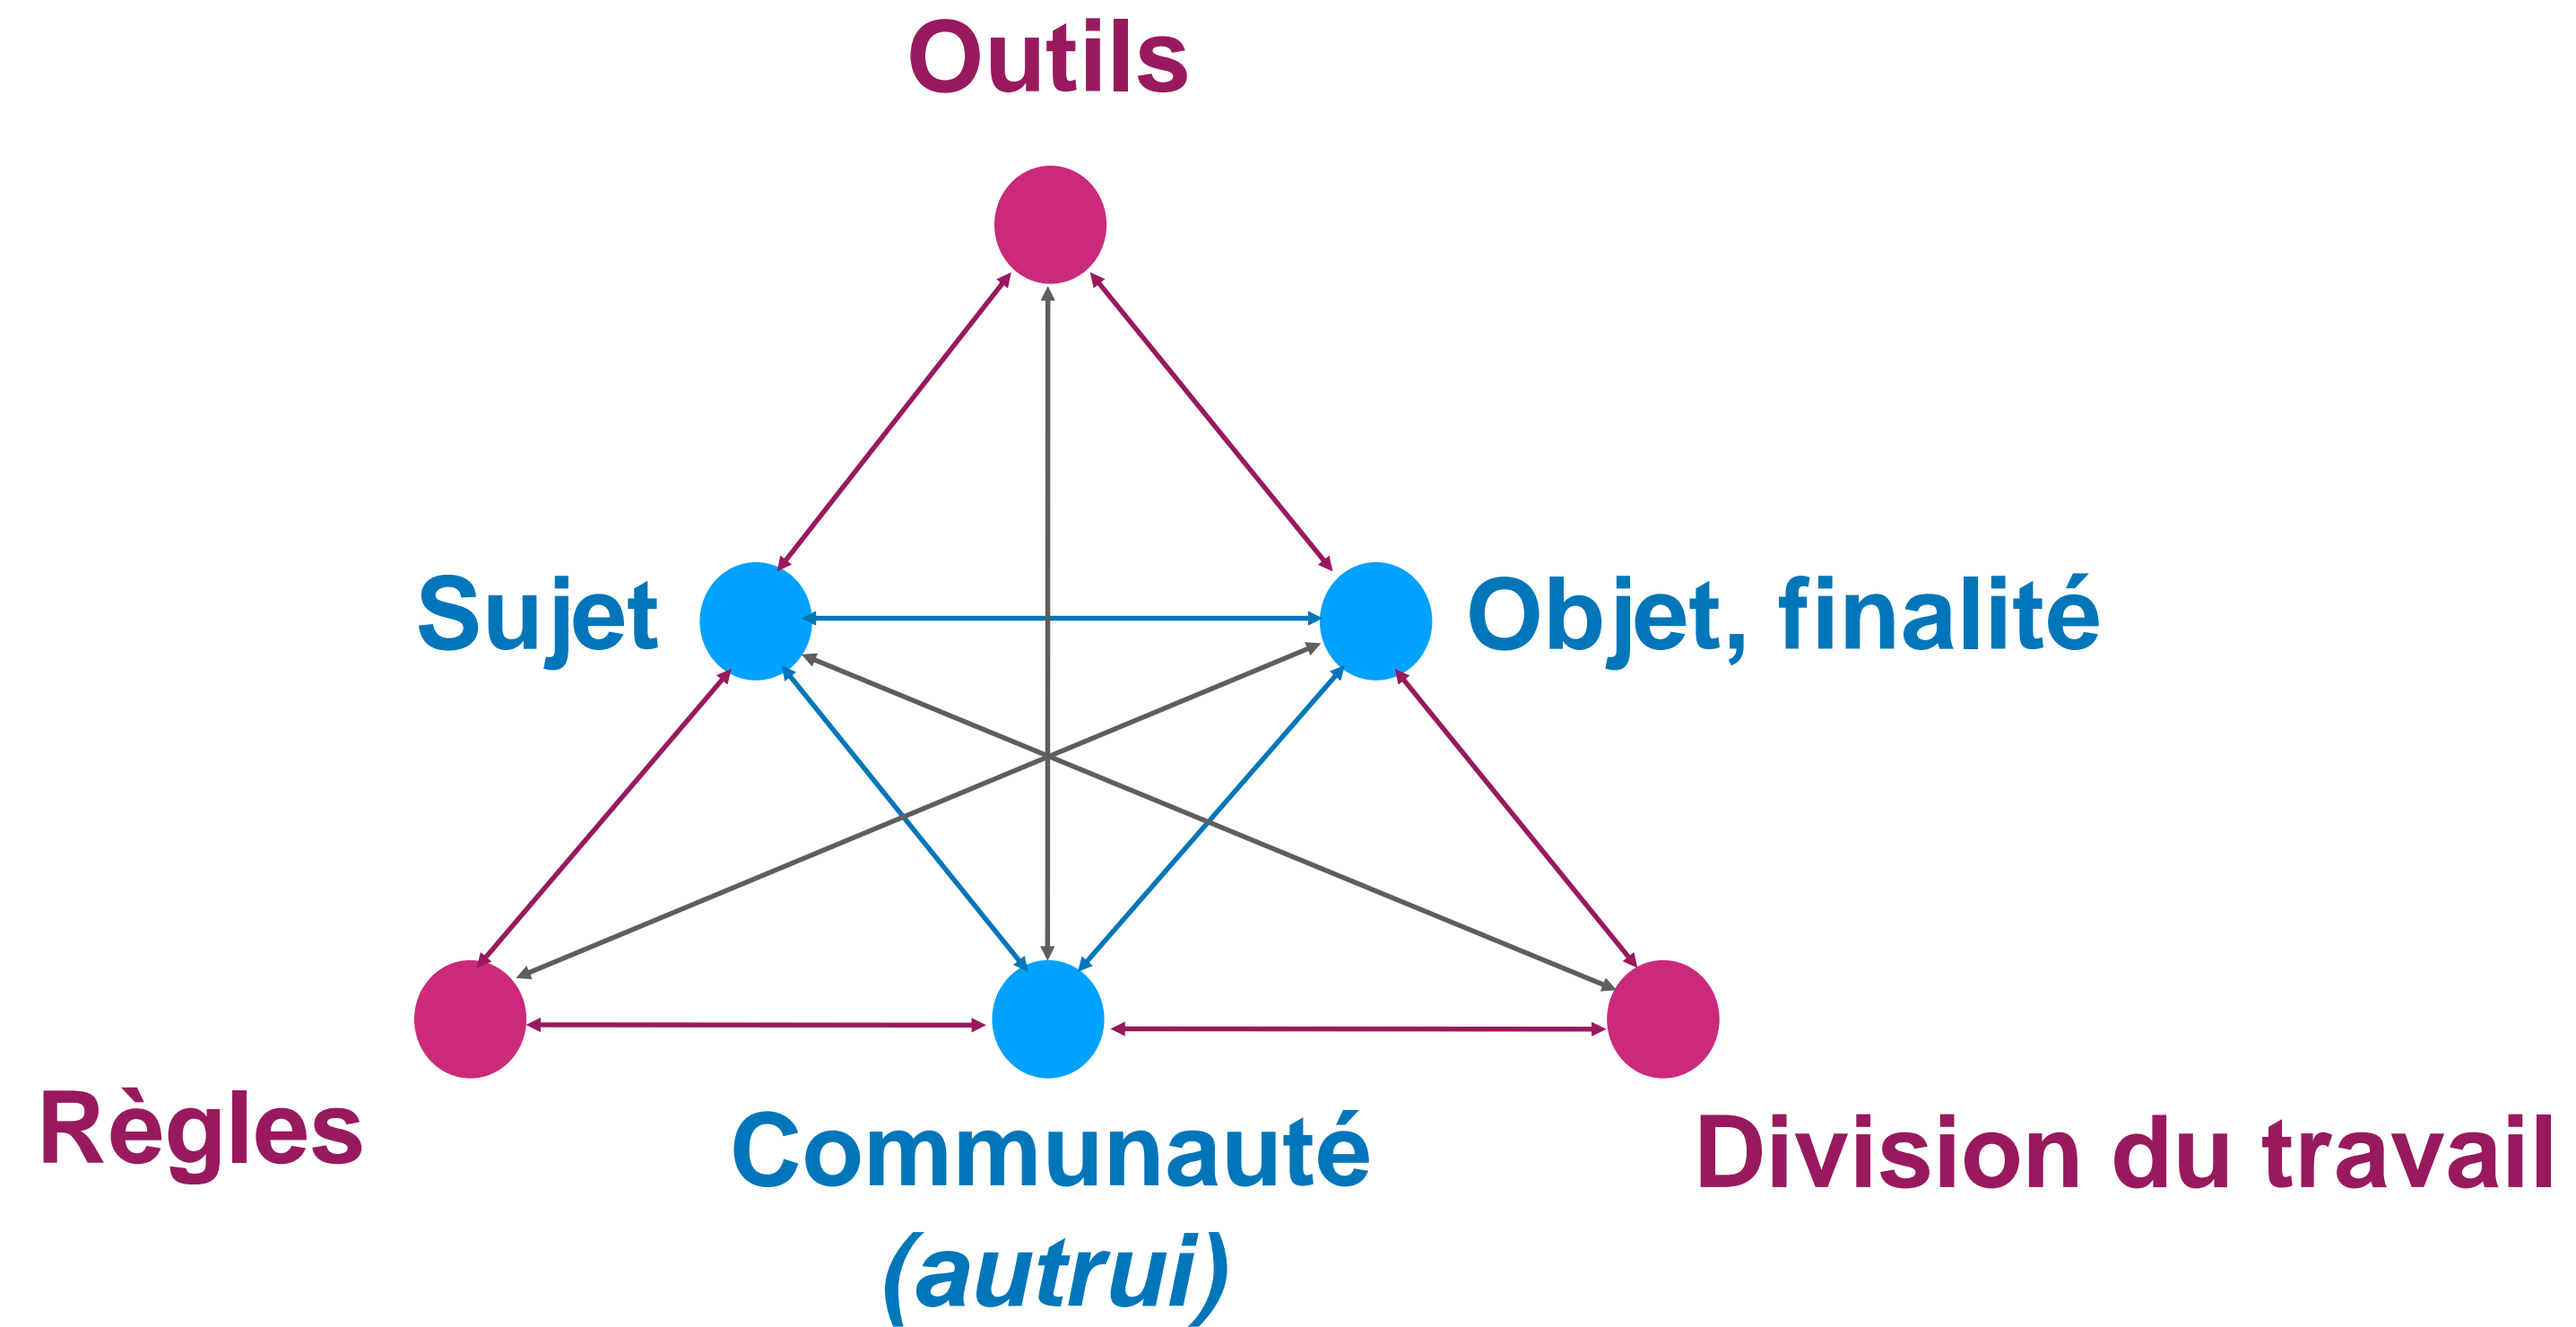 Outils
Sujet
Objet, finalité
Règles
Communauté
(autrui)
Division du travail